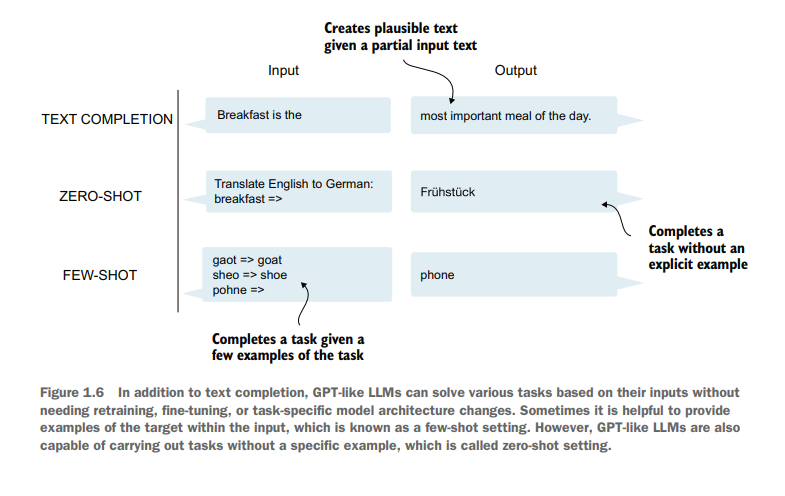 Creates plausible text
given a partial input text
Input
Output
TEXT COMPLETION
Breakfast is the
most important meal of the day.
ZERO-SHOT
Translate English to German:
breakfast =>
Frühstück
Completes a
task without an
explicit example
FEW-SHOT
gaot => goat
sheo => shoe
pohne =>
phone
Completes a task given a
few examples of the task
Figure 1.6 In addition to text completion, GPT-like LLMs can solve various tasks based on their inputs without
needing retraining, fine-tuning, or task-specific model architecture changes. Sometimes it is helpful to provide
examples of the target within the input, which is known as a few-shot setting. However, GPT-like LLMs are also
capable of carrying out tasks without a specific example, which is called zero-shot setting.